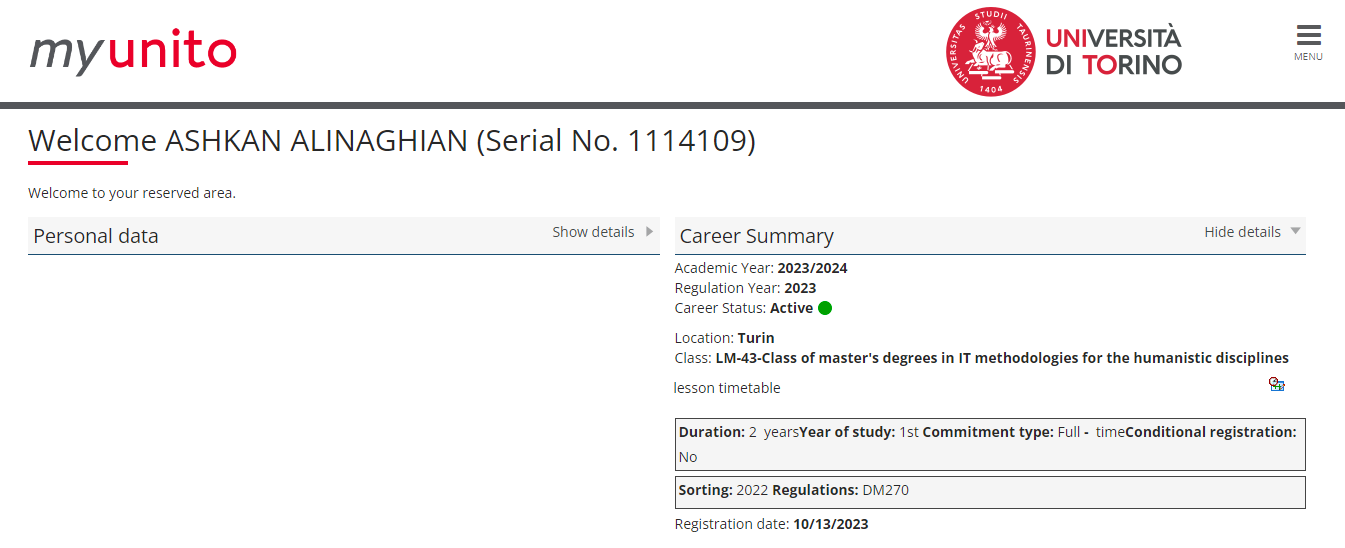 myunito
UNIVERSITAS STUDII TAURINENSIS
1404
UNIVERSITÀ
DI TORINO
MENU
Welcome ASHKAN ALINAGHIAN (Serial No. 1114109)
Welcome to your reserved area.
Personal data
Show details
Career Summary
Hide details
Academic Year: 2023/2024
Regulation Year: 2023
Career Status: Active
Location: Turin
Class: LM-43-Class of master's degrees in IT methodologies for the humanistic disciplines
lesson timetable
Duration: 2 yearsYear of study: 1st Commitment type: Full - timeConditional registration:
No
Sorting: 2022 Regulations: DM270
Registration date: 10/13/2023